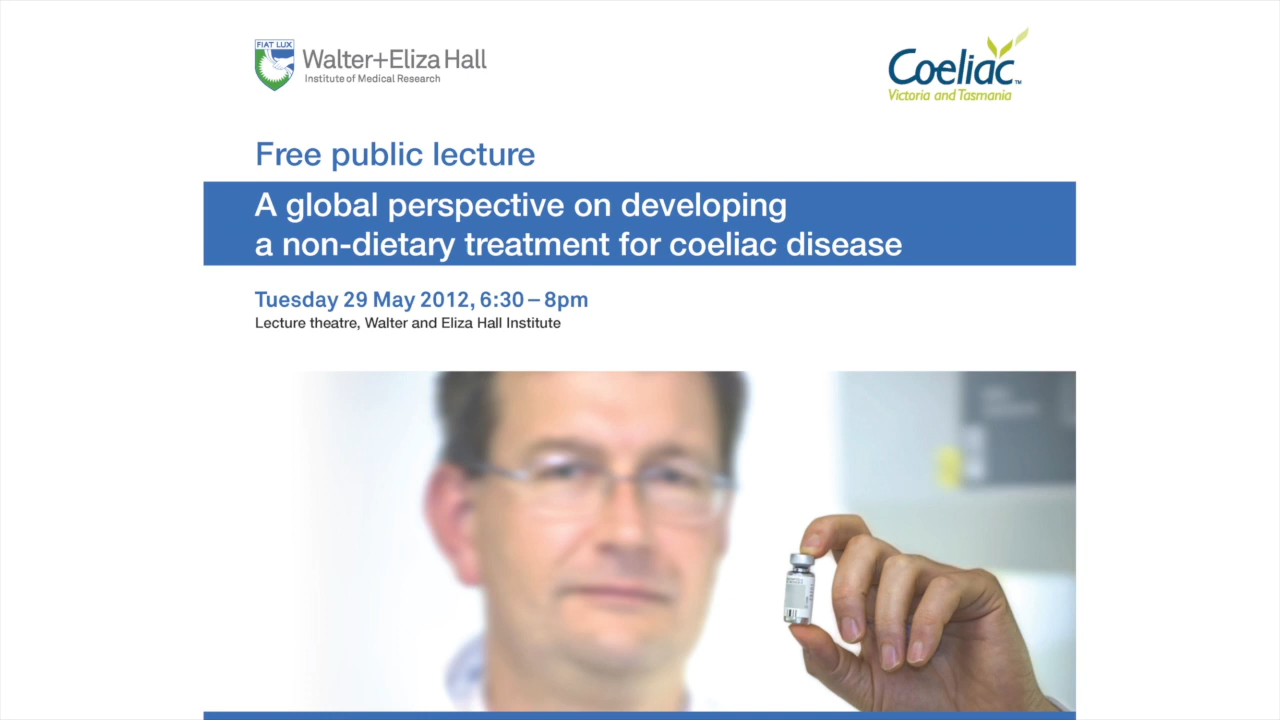 FIAT LUX
Walter+Eliza Hall
Institute of Medical Research
Coeliac™
Victoria and Tasmania
Free public lecture
A global perspective on developing
a non-dietary treatment for coeliac disease
Tuesday 29 May 2012, 6:30 – 8pm
Lecture theatre, Walter and Eliza Hall Institute